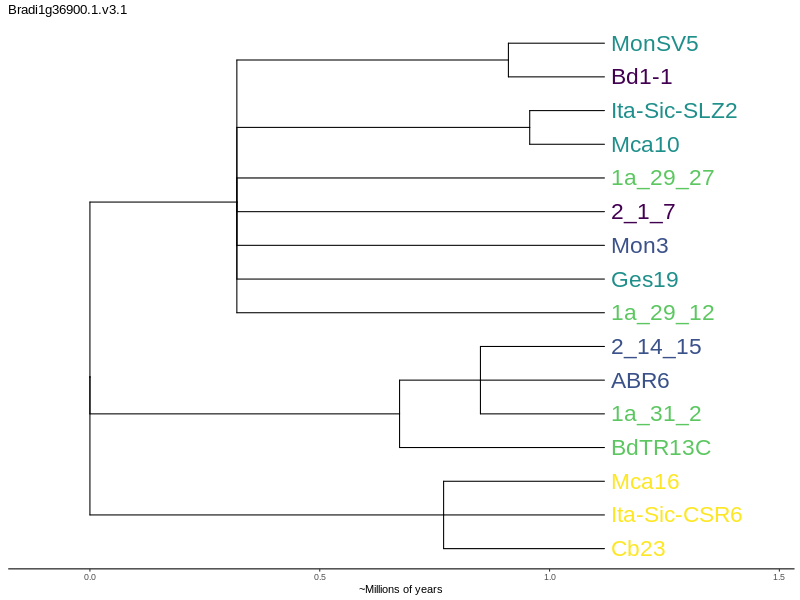 Bradi1g36900.1.v3.1
MonSV5
Bd1-1
Ita-Sic-SLZ2
Mca10
1a_29_27
2_1_7
Mon3
Ges19
1a_29_12
2_14_15
ABR6
1a_31_2
BdTR13C
Mca16
Ita-Sic-CSR6
Cb23
0.0 0.5 1.0 1.5
~Millions of years